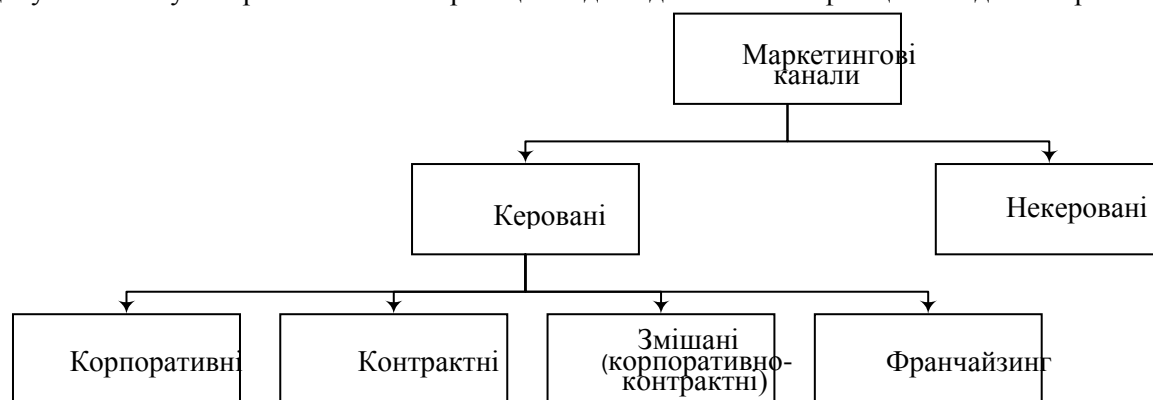 Маркетингові
канали
Керовані
Некеровані
Корпоративні
Контрактні
Змішані
(корпоративно-
контрактні)
Франчайзинг